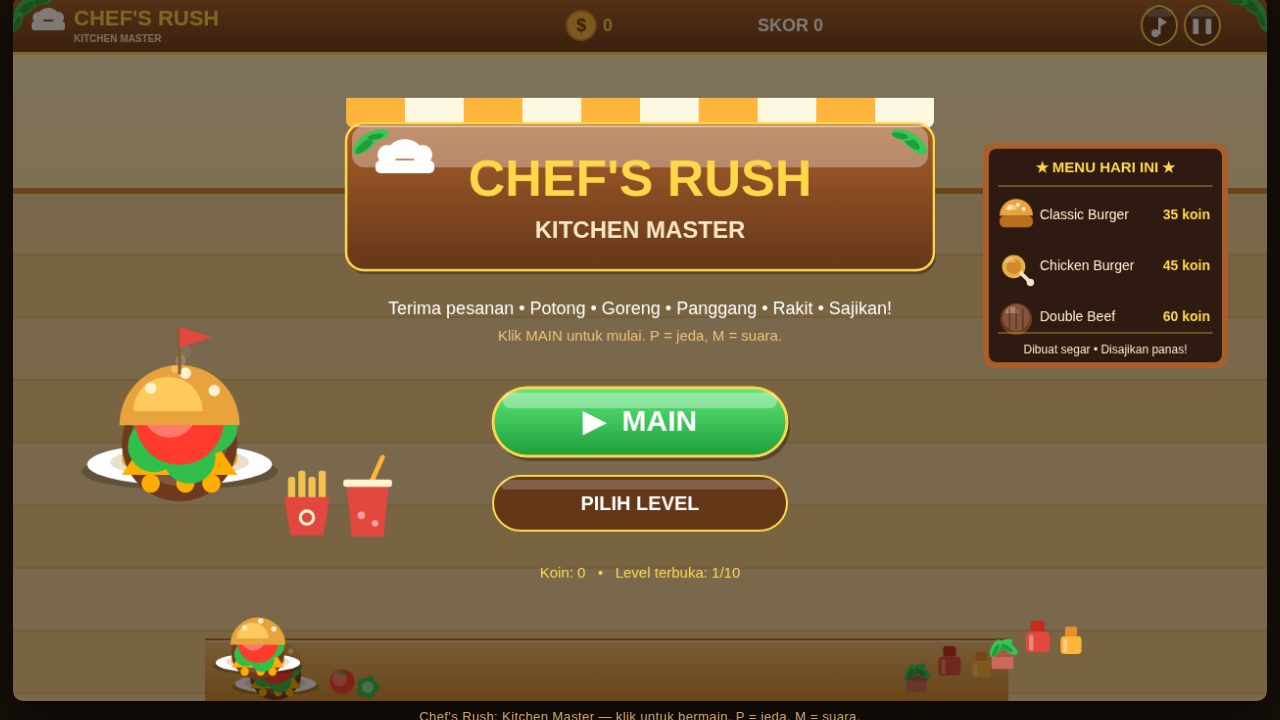 CHEF'S RUSH
KITCHEN MASTER
$ 0
SKOR 0
CHEF'S RUSH
KITCHEN MASTER
Terima pesanan • Potong • Goreng • Panggang • Rakit • Sajikan!
Klik MAIN untuk mulai. P = jeda, M = suara.
▶ MAIN
PILIH LEVEL
Koin: 0 • Level terbuka: 1/10
★ MENU HARI INI ★
Classic Burger 35 koin
Chicken Burger 45 koin
Double Beef 60 koin
Dibuat segar • Disajikan panas!
Chef's Rush: Kitchen Master — klik untuk bermain. P = jeda, M = suara.